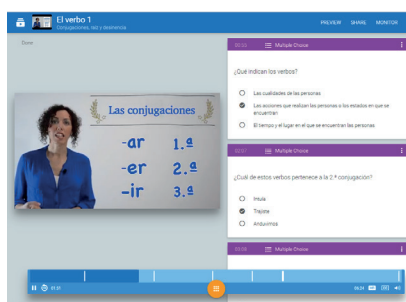 El verbo 1
Conjugaciones, raíz y desinencia
PREVIEW
SHARE
MONITOR
Done
Las conjugaciones
-ar 1.ª
-er 2.ª
-ir 3.ª
Multiple Choice
¿Qué indican los verbos?
Las cualidades de las personas
Las acciones que realizan las personas o los estados en que se
encuentran
El tiempo y el lugar en el que se encuentran las personas
Multiple Choice
¿Cuál de estos verbos pertenece a la 2.ª conjugación?
Intuía
Trajiste
Anduvimos
Multiple Choice